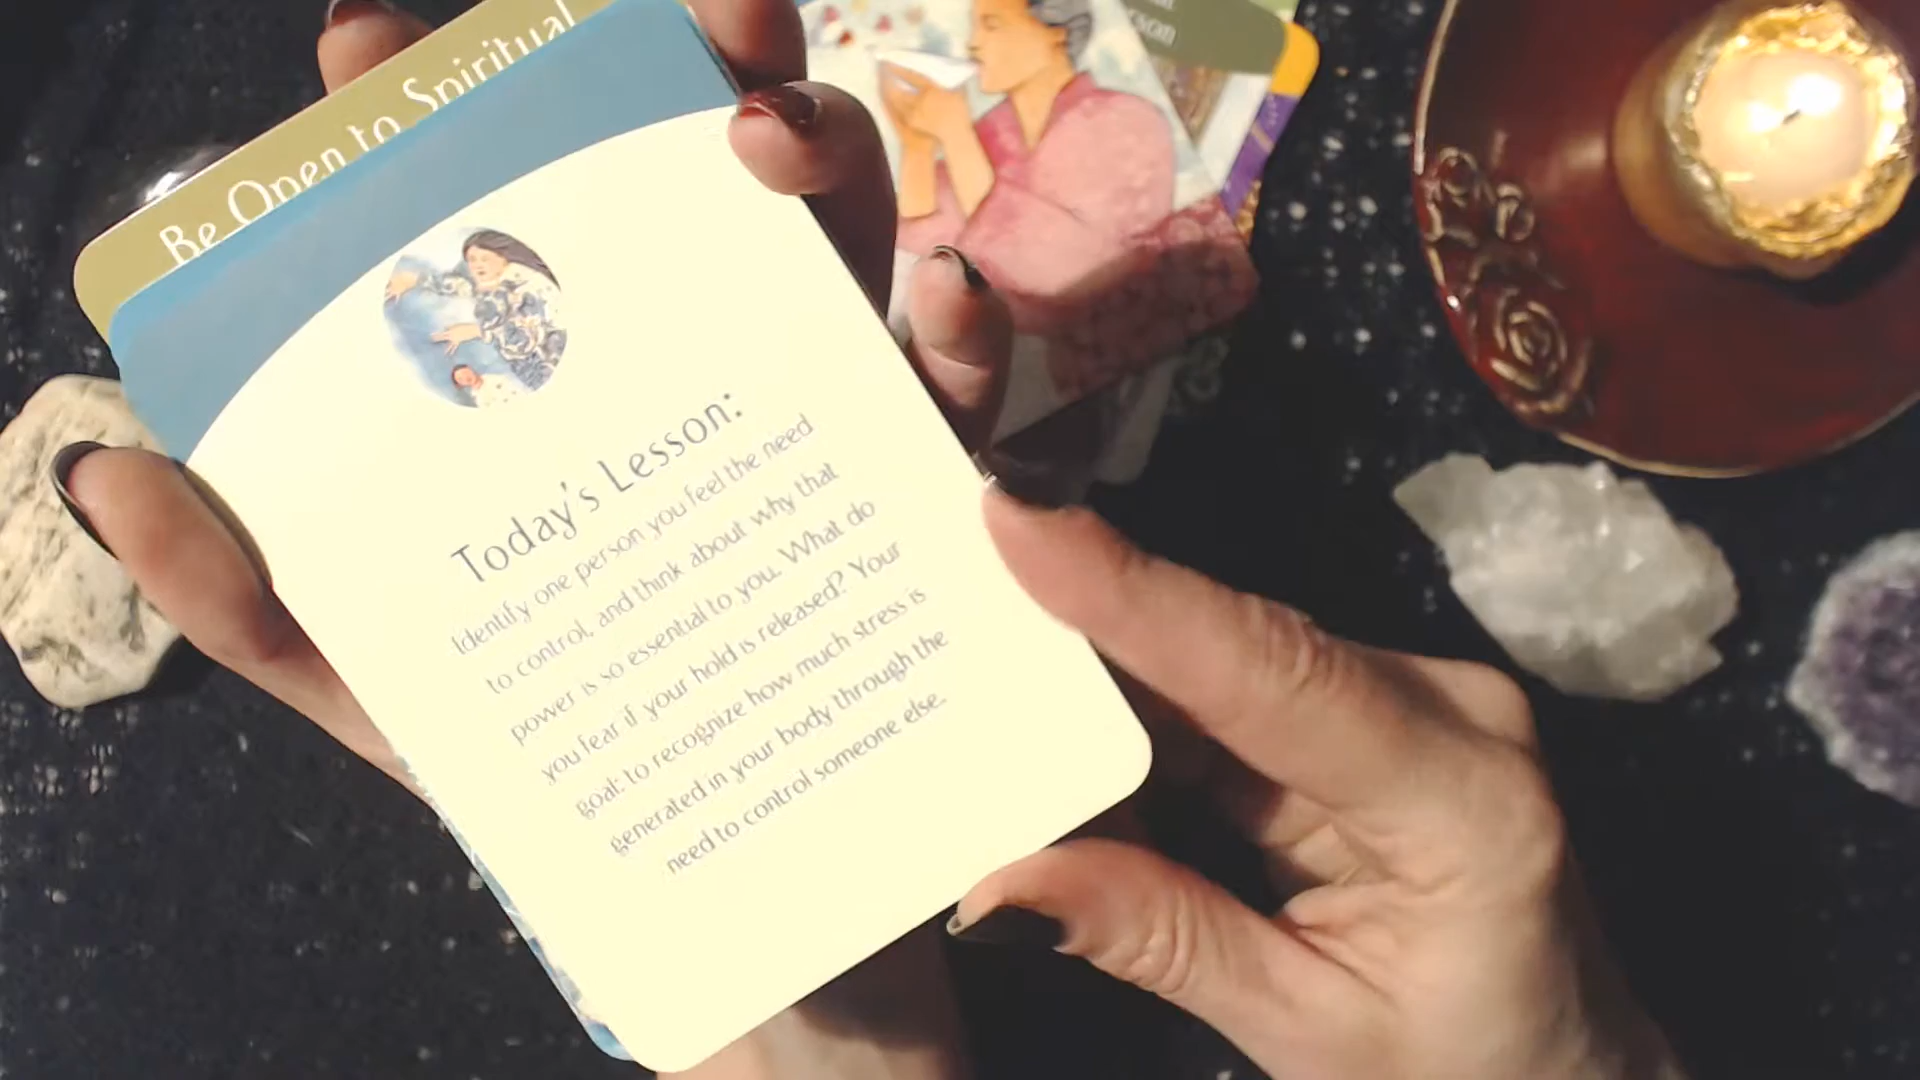 Be Open to Spiritual
Today's Lesson:
Identify one person you feel the need
to control, and think about why that
power is so essential to you. What do
you fear if your hold is released? Your
goal: to recognize how much stress is
generated in your body through the
need to control someone else.